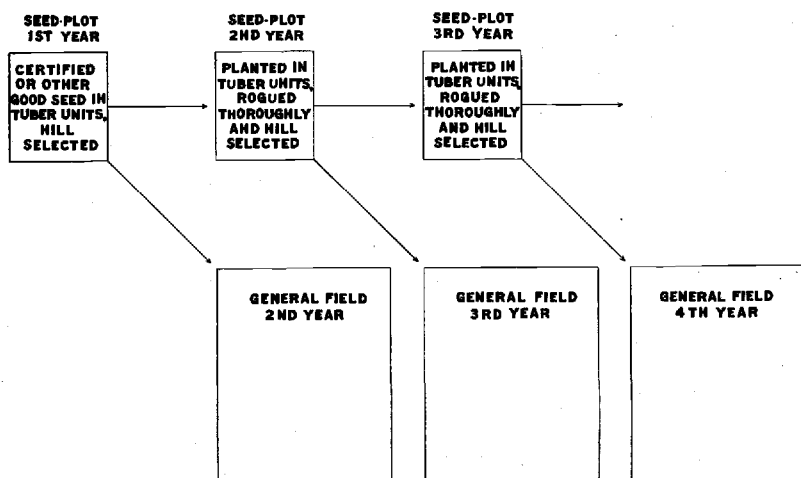 SEED-PLOT
1ST YEAR
CERTIFIED
OR OTHER
GOOD SEED IN
TUBER UNITS,
HILL
SELECTED
SEED-PLOT
2ND YEAR
PLANTED IN
TUBER UNITS,
ROGUED
THOROUGHLY
AND HILL
SELECTED
SEED-PLOT
3RD YEAR
PLANTED IN
TUBER UNITS,
ROGUED
THOROUGHLY
AND HILL
SELECTED
GENERAL FIELD
2ND YEAR
GENERAL FIELD
3RD YEAR
GENERAL FIELD
4TH YEAR